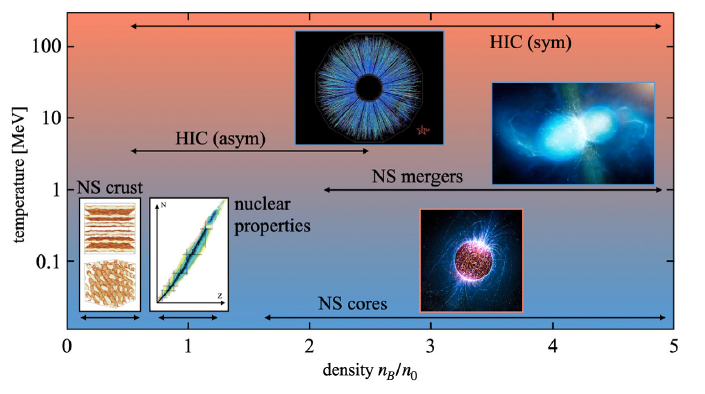 HIC (sym)
100
10
HIC (asym)
NS mergers
1
NS crust
nuclear
properties
N
Z
0.1
NS cores
temperature [MeV]
0
1
2
3
4
5
density n_B/n_0